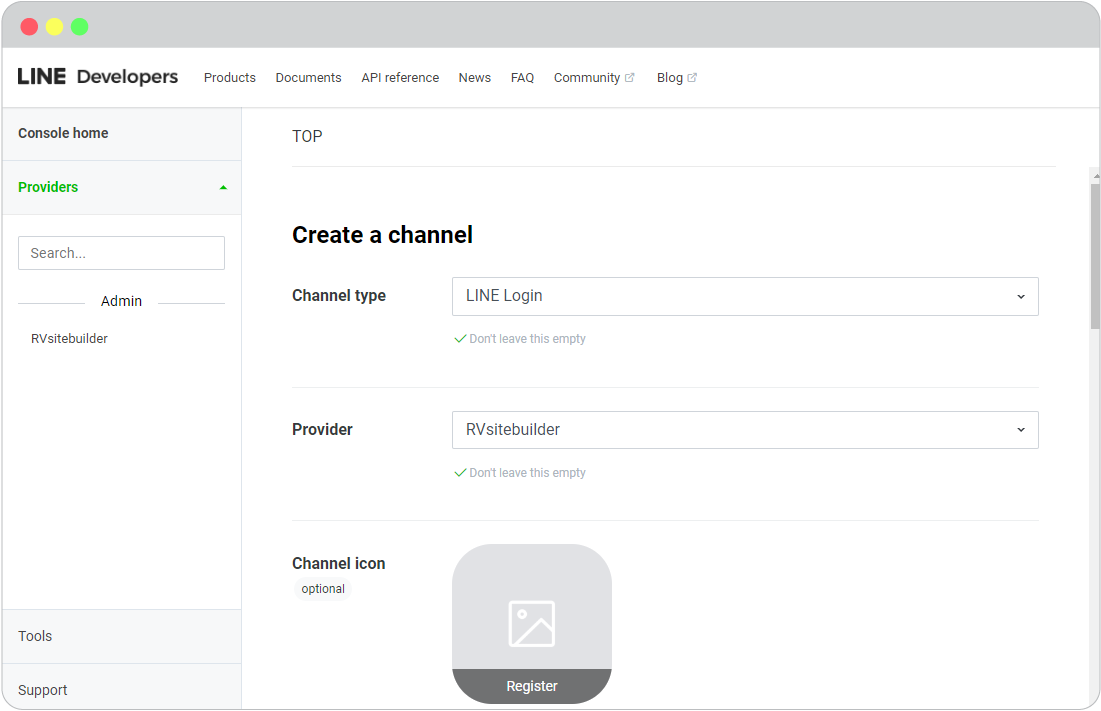 LINE Developers Products Documents API reference News FAQ Community Blog
Console home
Providers
Search...
Admin
RVsitebuilder
Tools
Support
TOP
Create a channel
Channel type LINE Login
Don't leave this empty
Provider RVsitebuilder
Don't leave this empty
Channel icon
optional
Register